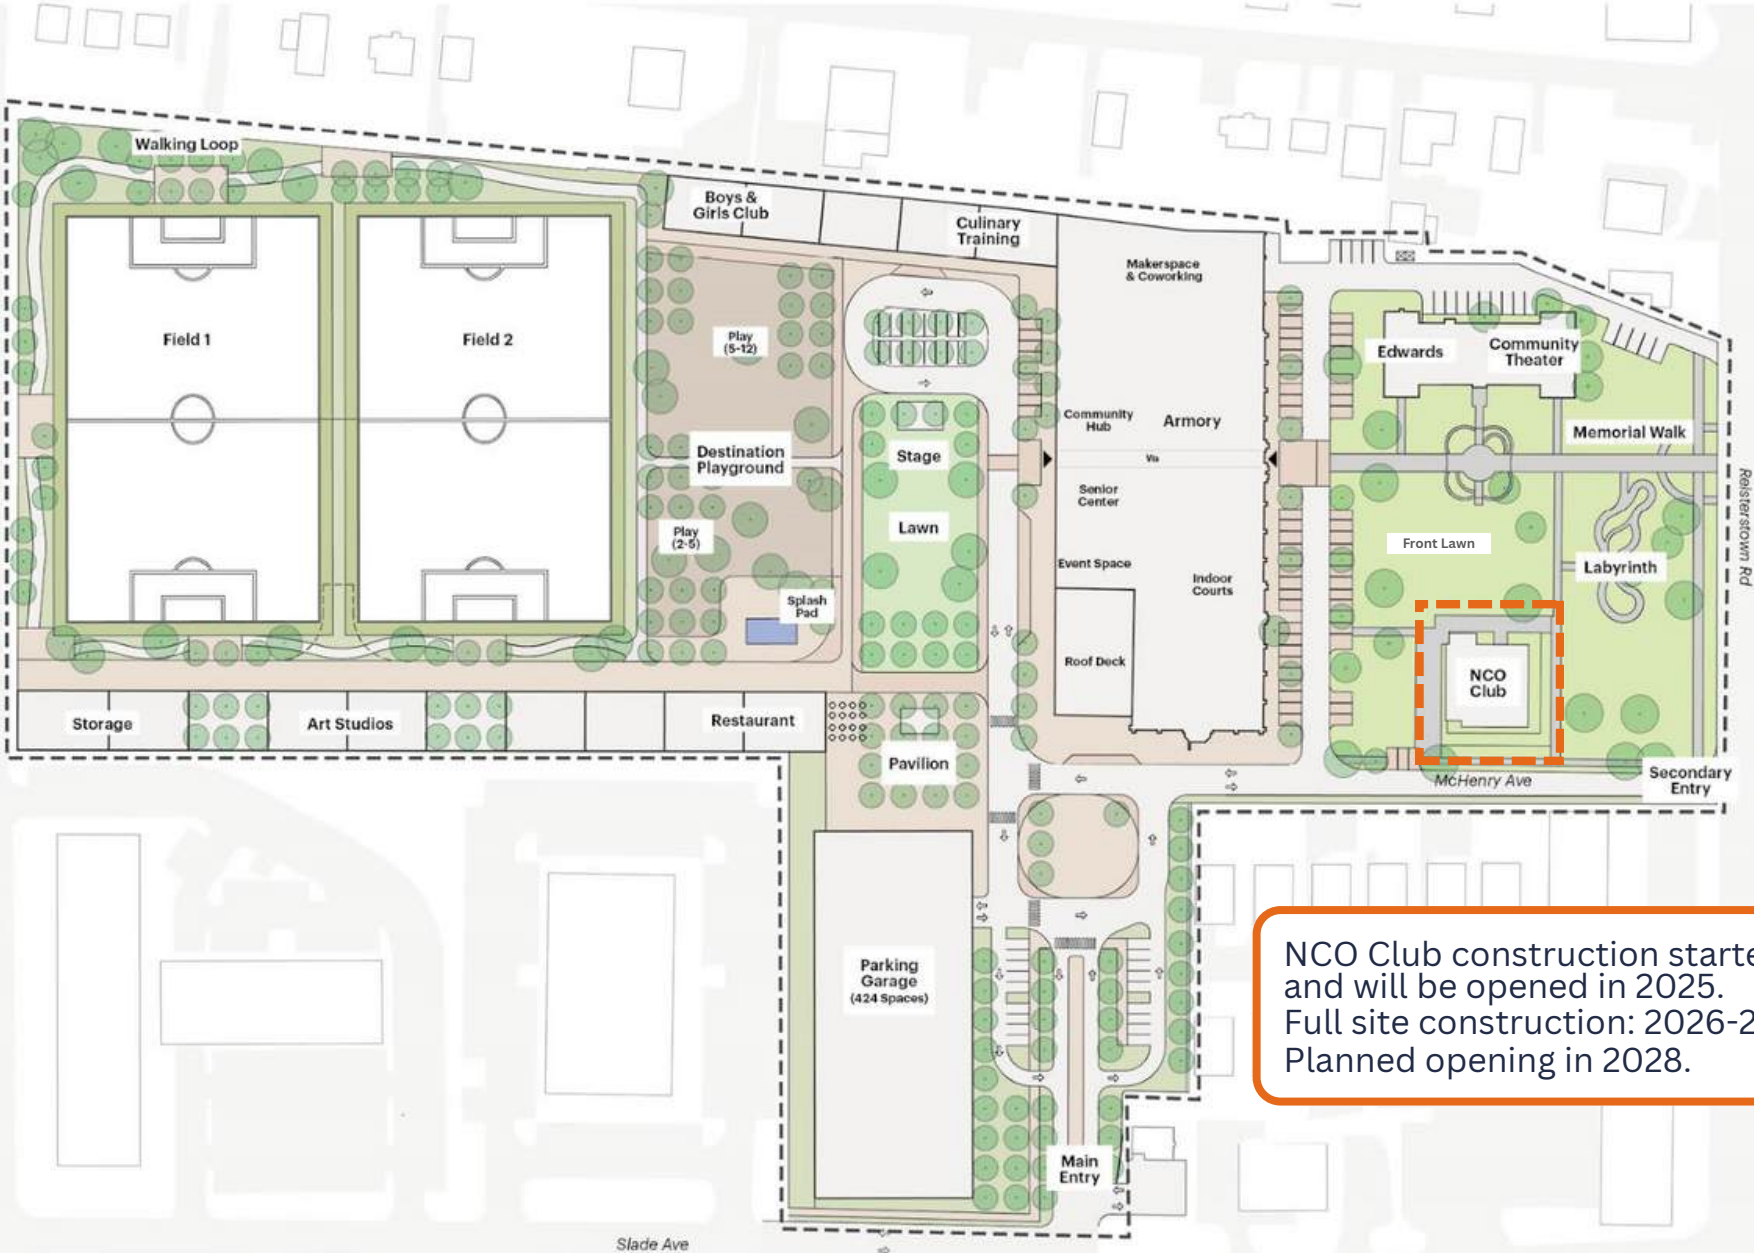 Walking Loop
Boys &
Girls Club
Culinary
Training
Makerspace
& Coworking
Field 1
Field 2
Play
(5-12)
Edwards
Community
Theater
Community
Hub
Armory
Memorial Walk
Destination
Playground
Stage
Via
Reisterstown Rd
Senior
Center
Lawn
Play
(2-5)
Front Lawn
Event Space
Labyrinth
Indoor
Courts
Splash
Pad
Roof Deck
NCO
Club
Storage
Art Studios
Restaurant
Pavilion
McHenry Ave
Secondary
Entry
Parking
Garage
(424 Spaces)
NCO Club construction starte
and will be opened in 2025.
Full site construction: 2026-2
Planned opening in 2028.
Main
Entry
Slade Ave